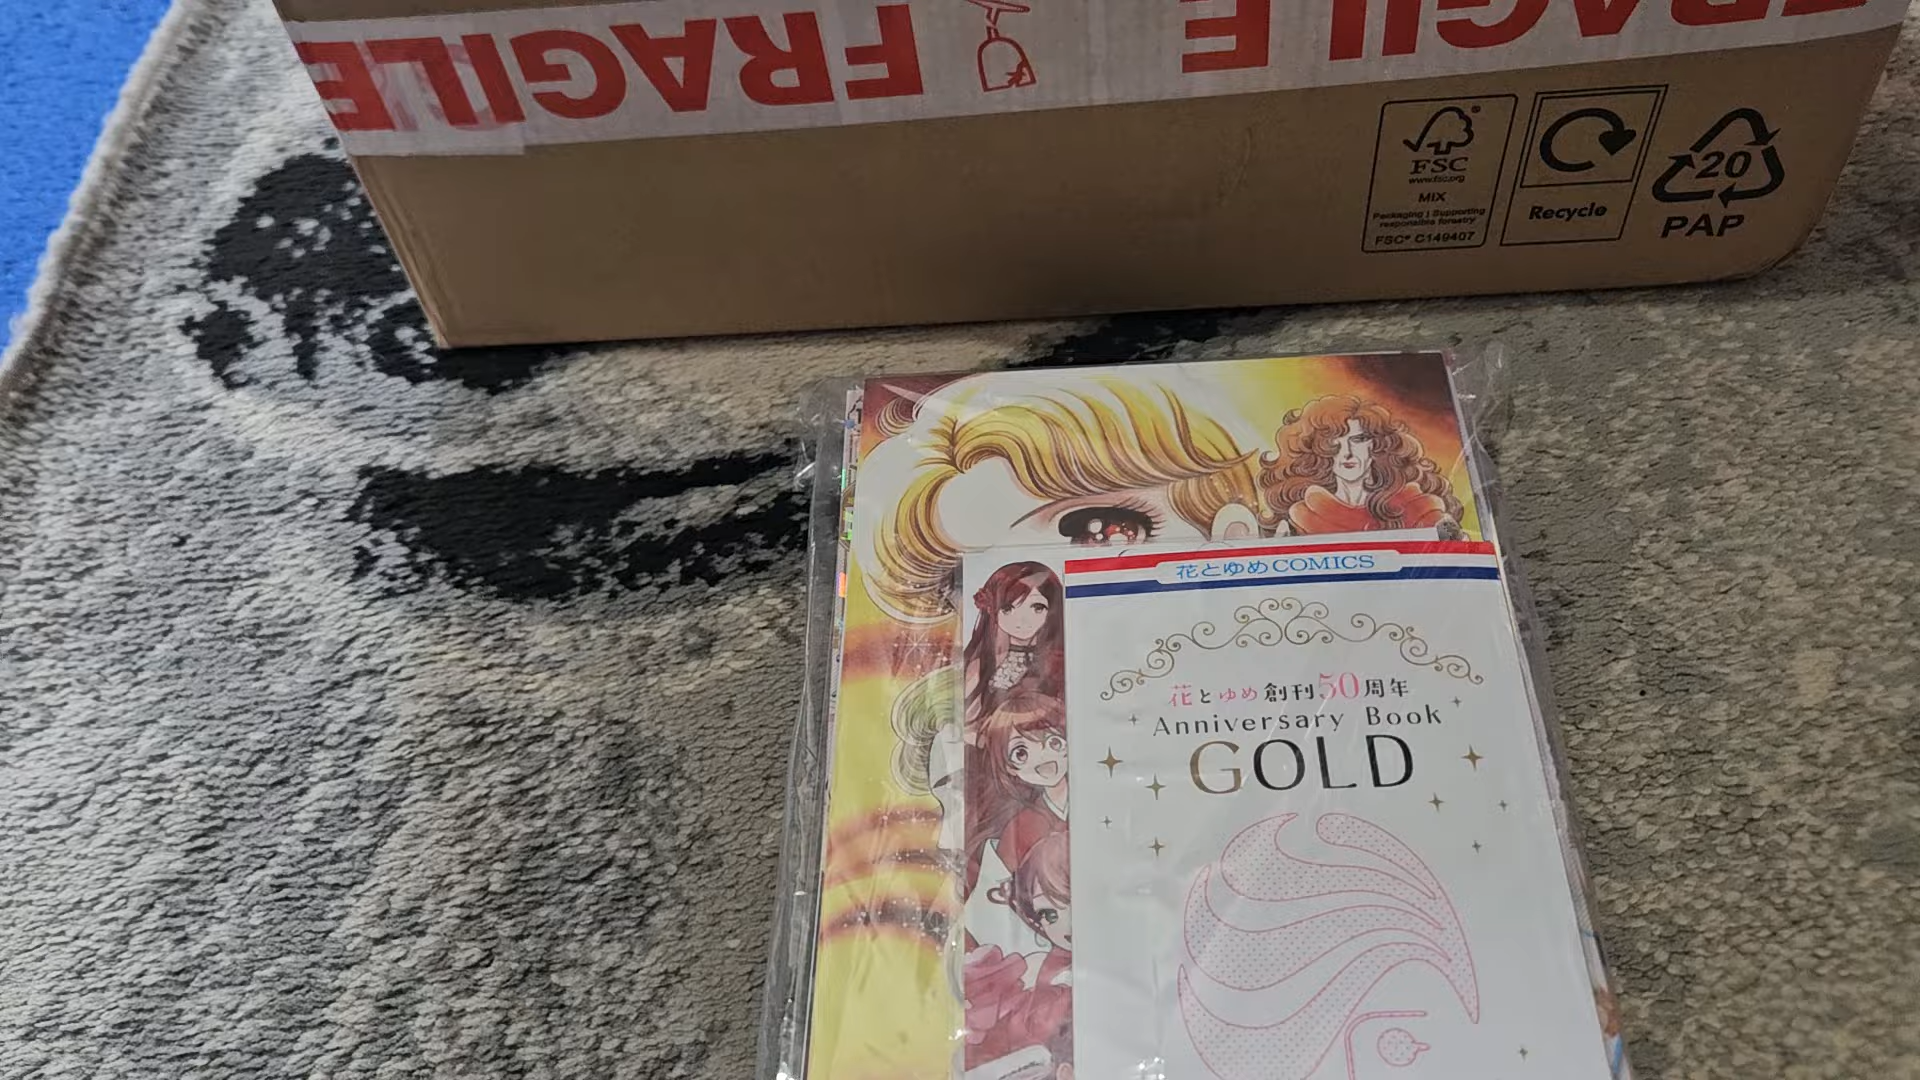 FRAGILE
FRAGILE
FSC
www.fsc.org
MIX
Packaging | Supporting
responsible forestry
FSC® C149407
Recycle
20
PAP
花とゆめCOMICS
花とゆめ創刊50周年
Anniversary Book
GOLD